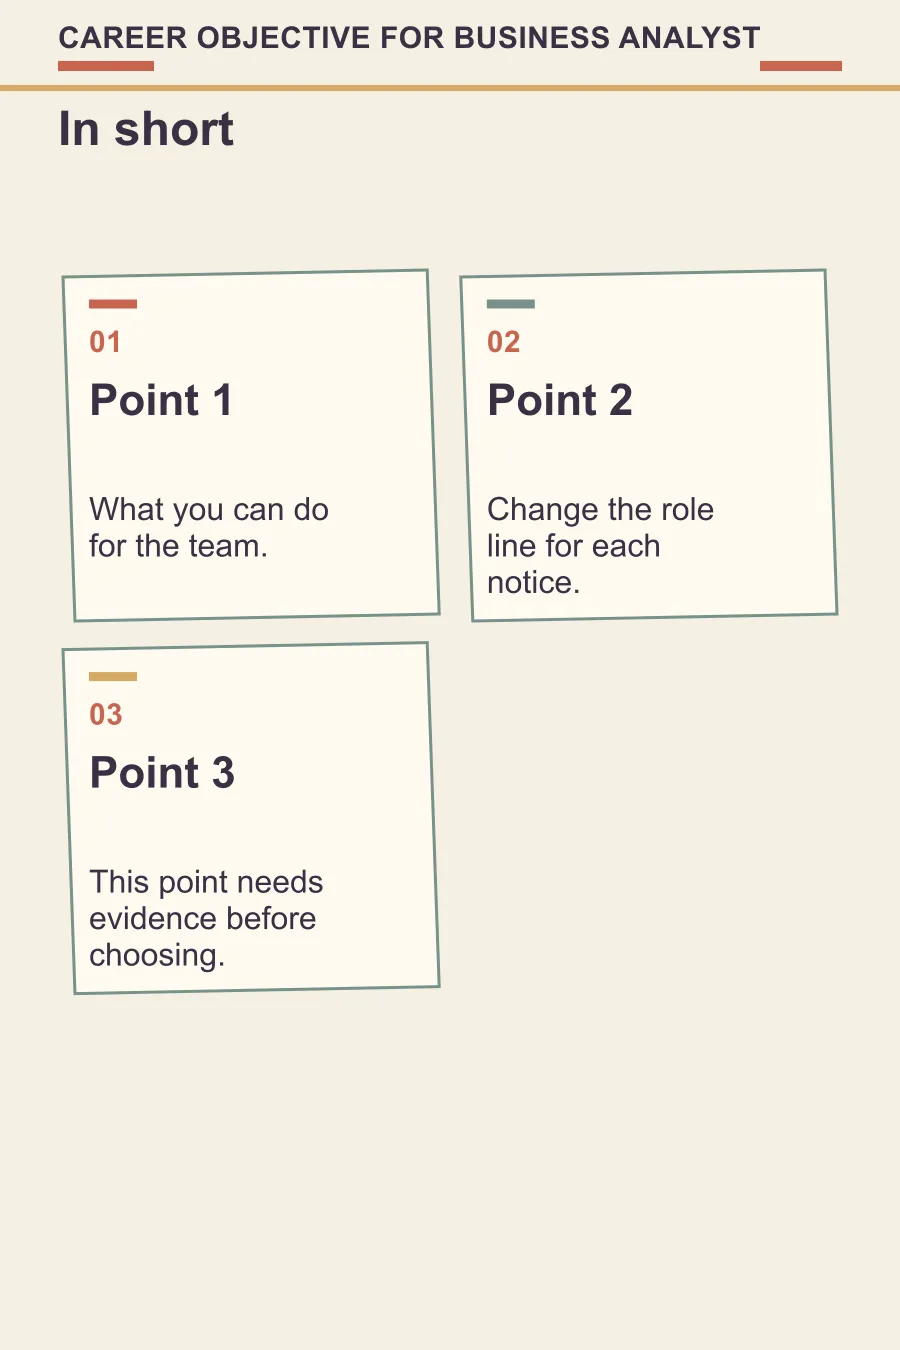 CAREER OBJECTIVE FOR BUSINESS ANALYST
In short
01
Point 1
What you can do
for the team.
02
Point 2
Change the role
line for each
notice.
03
Point 3
This point needs
evidence before
choosing.